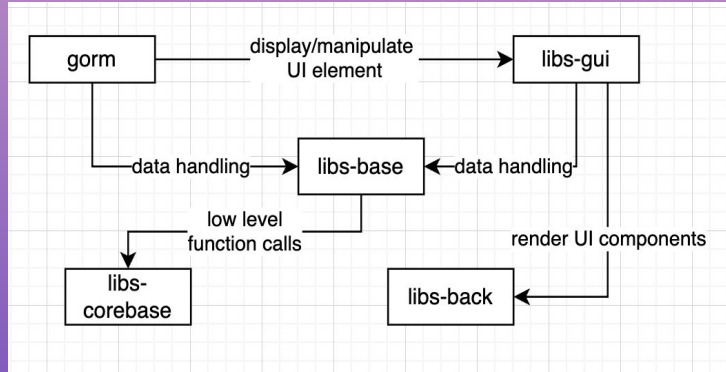 gorm
display/manipulate
UI element
libs-gui
data handling
libs-base
data handling
low level
function calls
render UI components
libs-
corebase
libs-back